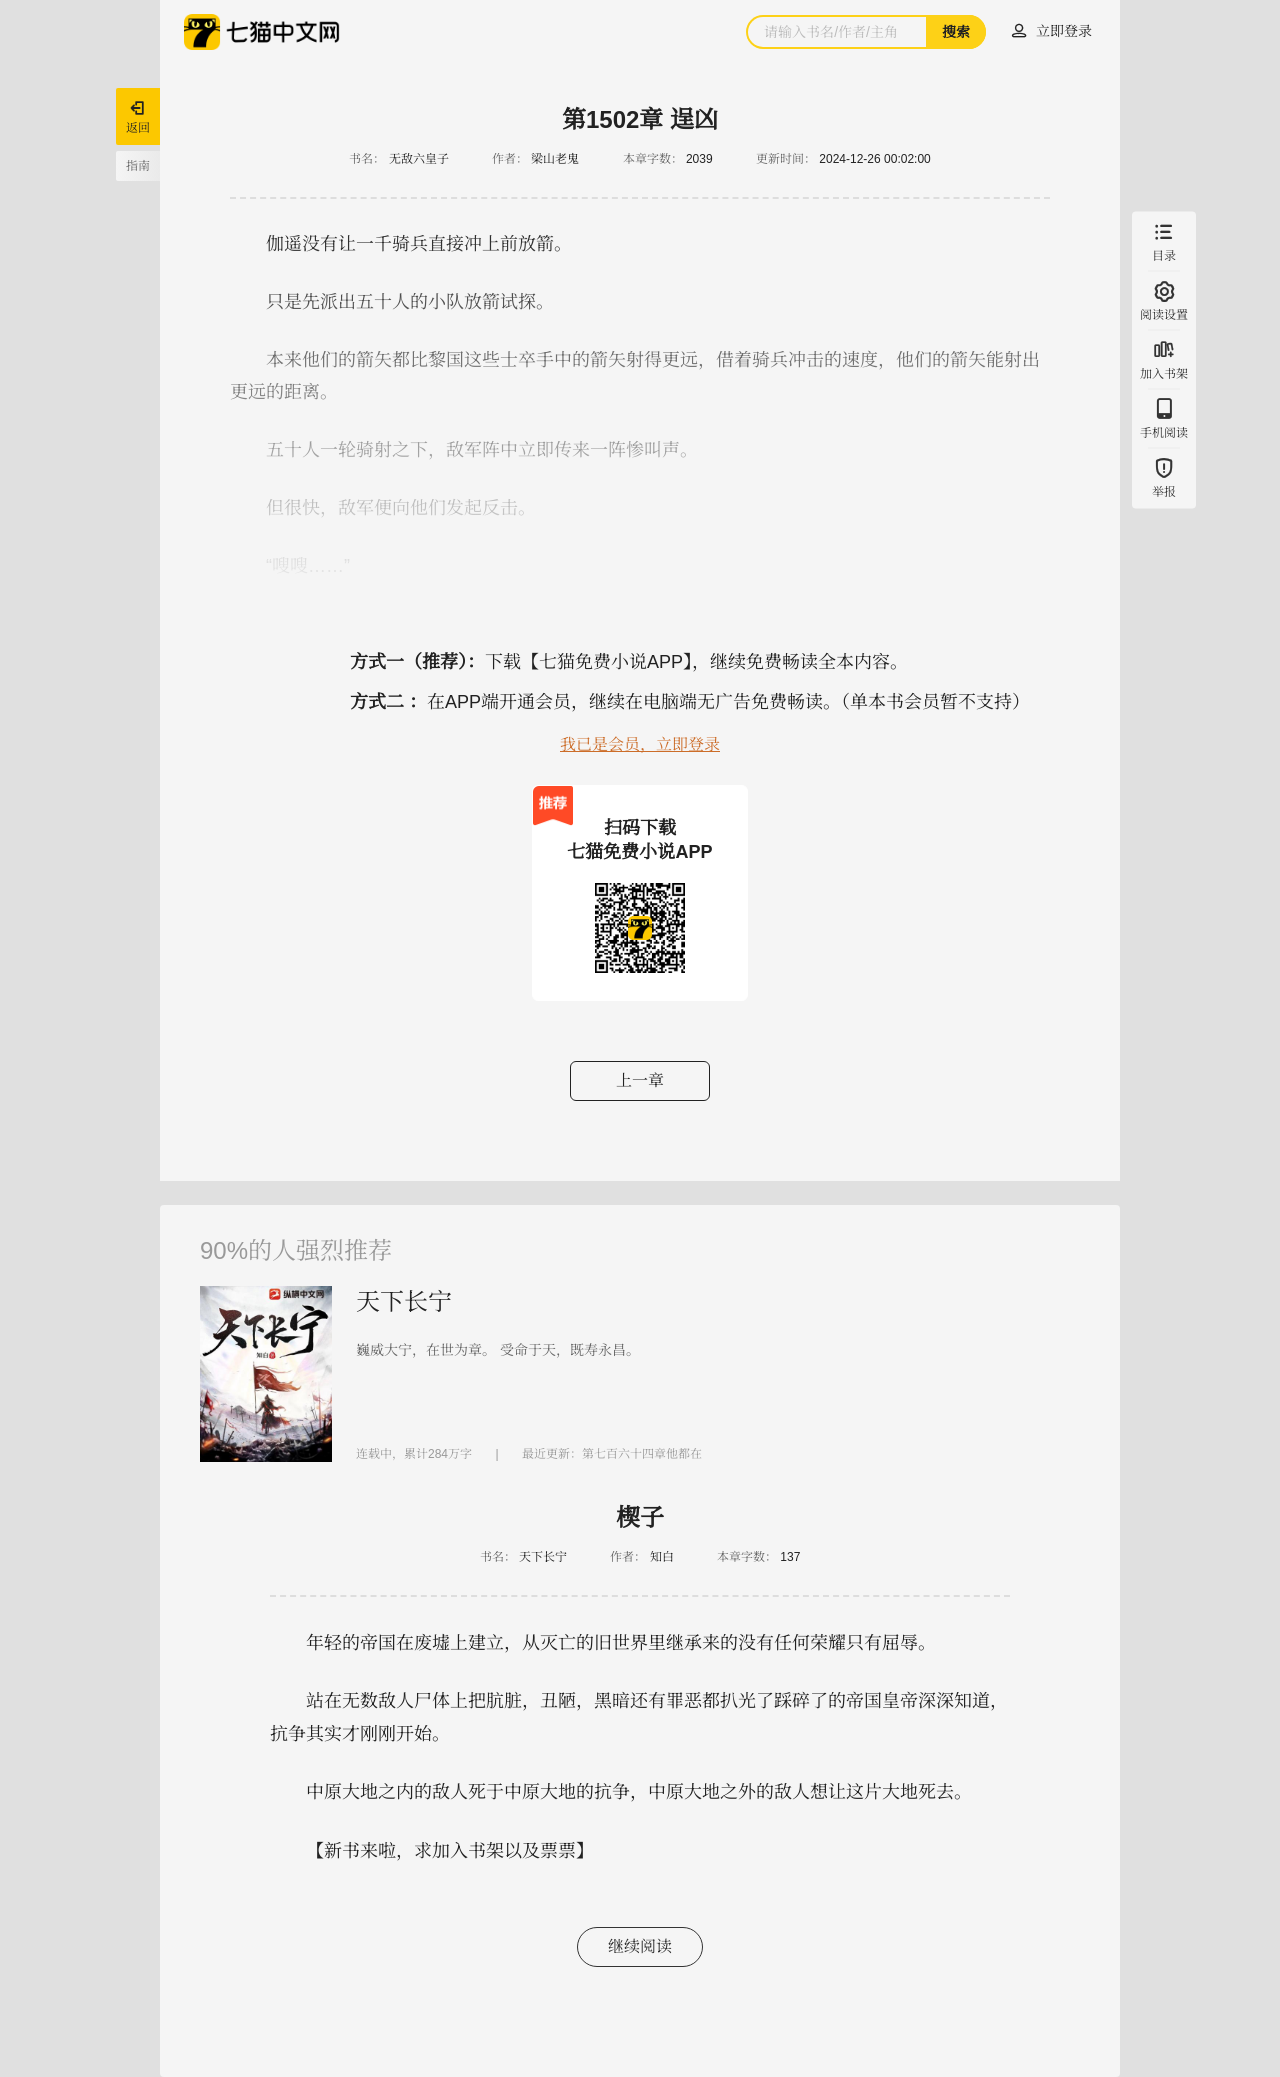 七猫中文网
请输入书名/作者/主角
搜索
立即登录
返回
指南
第1502章 逞凶
书名： 无敌六皇子 作者： 梁山老鬼 本章字数： 2039 更新时间： 2024-12-26 00:02:00
伽遥没有让一千骑兵直接冲上前放箭。
只是先派出五十人的小队放箭试探。
本来他们的箭矢都比黎国这些士卒手中的箭矢射得更远，借着骑兵冲击的速度，他们的箭矢能射出
更远的距离。
五十人一轮骑射之下，敌军阵中立即传来一阵惨叫声。
但很快，敌军便向他们发起反击。
“嗖嗖……”
目录
阅读设置
加入书架
手机阅读
举报
方式一（推荐）：下载【七猫免费小说APP】，继续免费畅读全本内容。
方式二 ：在APP端开通会员，继续在电脑端无广告免费畅读。（单本书会员暂不支持）
我已是会员，立即登录
推荐
扫码下载
七猫免费小说APP
上一章
90%的人强烈推荐
纵横中文网
天下长宁
知白
天下长宁
巍威大宁，在世为章。 受命于天，既寿永昌。
连载中，累计284万字 | 最近更新：第七百六十四章他都在
楔子
书名： 天下长宁 作者： 知白 本章字数： 137
年轻的帝国在废墟上建立，从灭亡的旧世界里继承来的没有任何荣耀只有屈辱。
站在无数敌人尸体上把肮脏，丑陋，黑暗还有罪恶都扒光了踩碎了的帝国皇帝深深知道，
抗争其实才刚刚开始。
中原大地之内的敌人死于中原大地的抗争，中原大地之外的敌人想让这片大地死去。
【新书来啦，求加入书架以及票票】
继续阅读